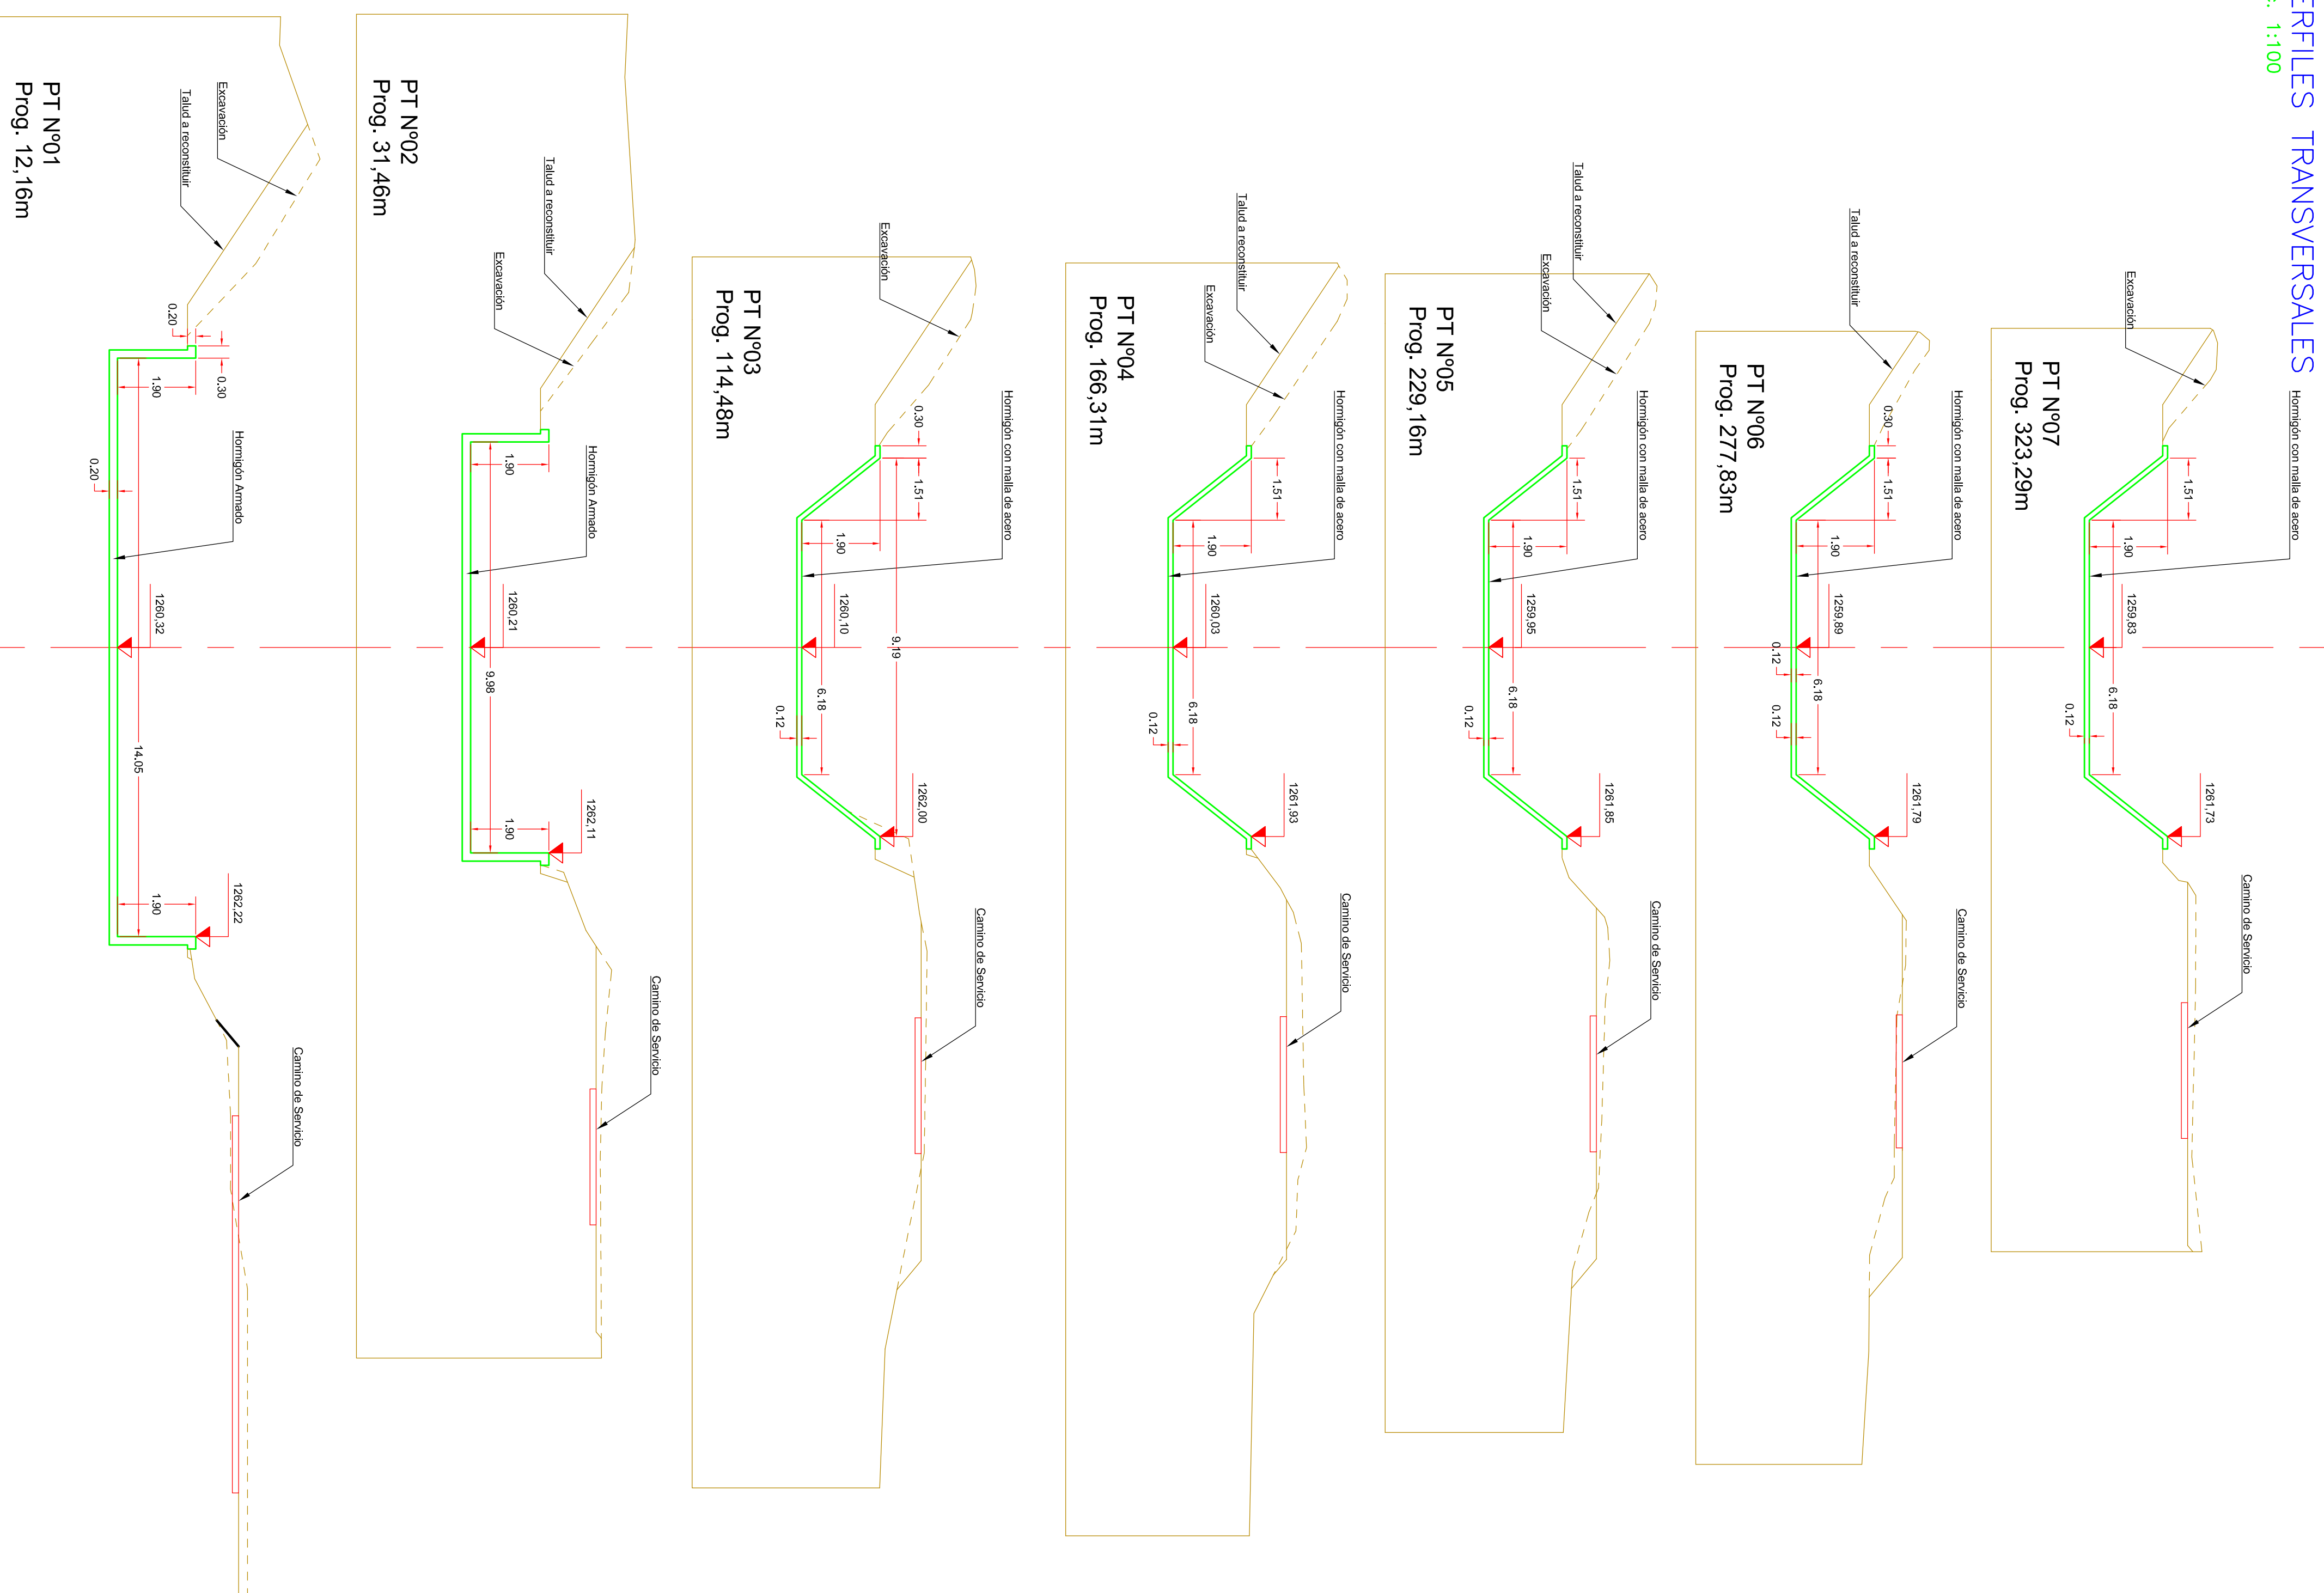 ERFILES TRANSVERSALES
. 1:100
PT Nº07
Prog. 323,29m
Excavación
Hormigón con malla de acero
1.51
1.90
1259,83
6.18
0.12
1261,73
Camino de Servicio
PT Nº06
Prog. 277,83m
Talud a reconstituir
Hormigón con malla de acero
0.30
1.51
1.90
1259,89
0.12
6.18
0.12
1261,79
Camino de Servicio
PT Nº05
Prog. 229,16m
Talud a reconstituir
Excavación
Hormigón con malla de acero
1.51
1.90
1259,95
6.18
0.12
1261,85
Camino de Servicio
PT Nº04
Prog. 166,31m
Talud a reconstituir
Excavación
Hormigón con malla de acero
1.51
1.90
1260,03
6.18
0.12
1261,93
Camino de Servicio
PT Nº03
Prog. 114,48m
Excavación
Hormigón con malla de acero
0.30
1.51
1.90
1260,10
9.19
6.18
0.12
1262,00
Camino de Servicio
PT Nº02
Prog. 31,46m
Talud a reconstituir
Excavación
Hormigón Armado
1.90
1260,21
9.98
1.90
1262,11
Camino de Servicio
PT Nº01
Prog. 12,16m
Excavación
Talud a reconstituir
0.20
0.30
1.90
Hormigón Armado
0.20
1260,32
14.05
1.90
1262,22
Camino de Servicio